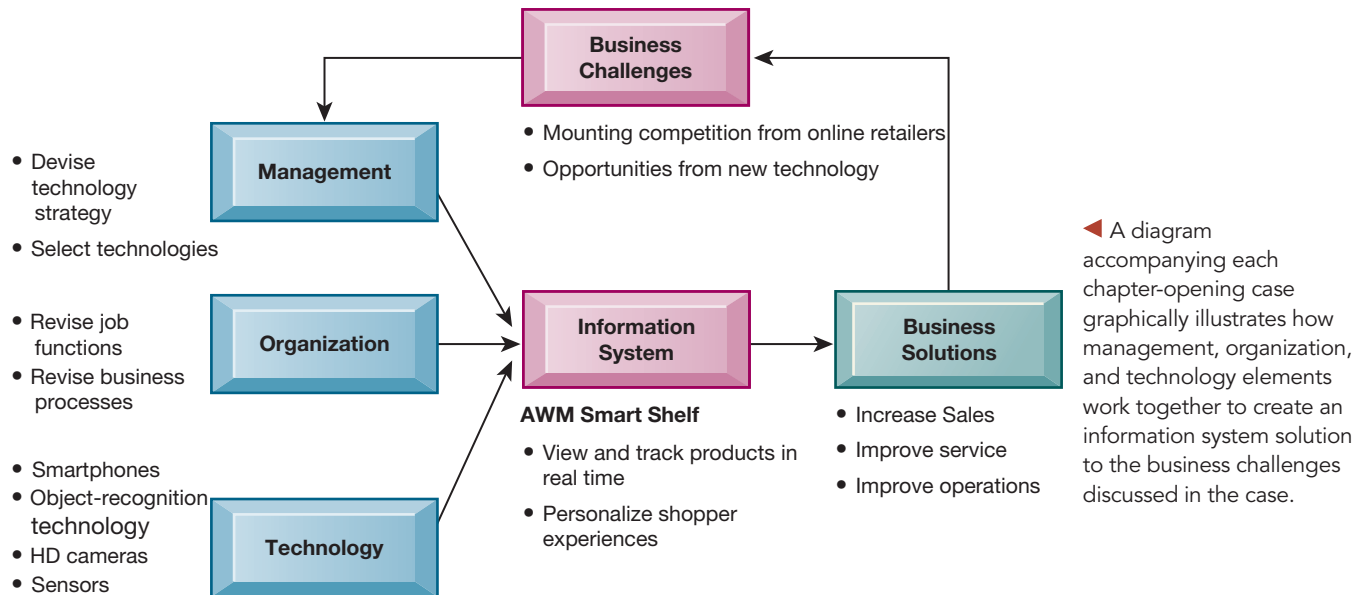 Business
Challenges
• Mounting competition from online retailers
• Opportunities from new technology
Management
• Devise
technology
strategy
• Select technologies
Organization
• Revise job
functions
• Revise business
processes
Technology
• Smartphones
• Object-recognition
technology
• HD cameras
• Sensors
Information
System
AWM Smart Shelf
• View and track products in
real time
• Personalize shopper
experiences
Business
Solutions
• Increase Sales
• Improve service
• Improve operations
◀ A diagram
accompanying each
chapter-opening case
graphically illustrates how
management, organization,
and technology elements
work together to create an
information system solution
to the business challenges
discussed in the case.